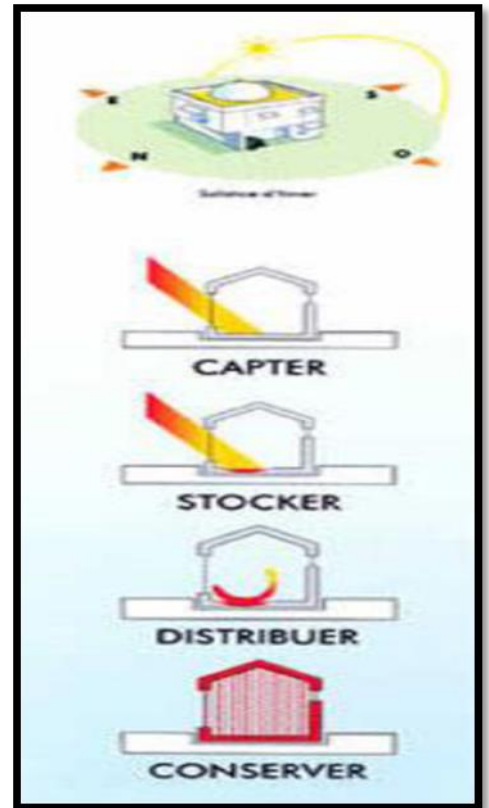 E
S
N
O
Solstice d'hiver
CAPTER
STOCKER
DISTRIBUER
CONSERVER